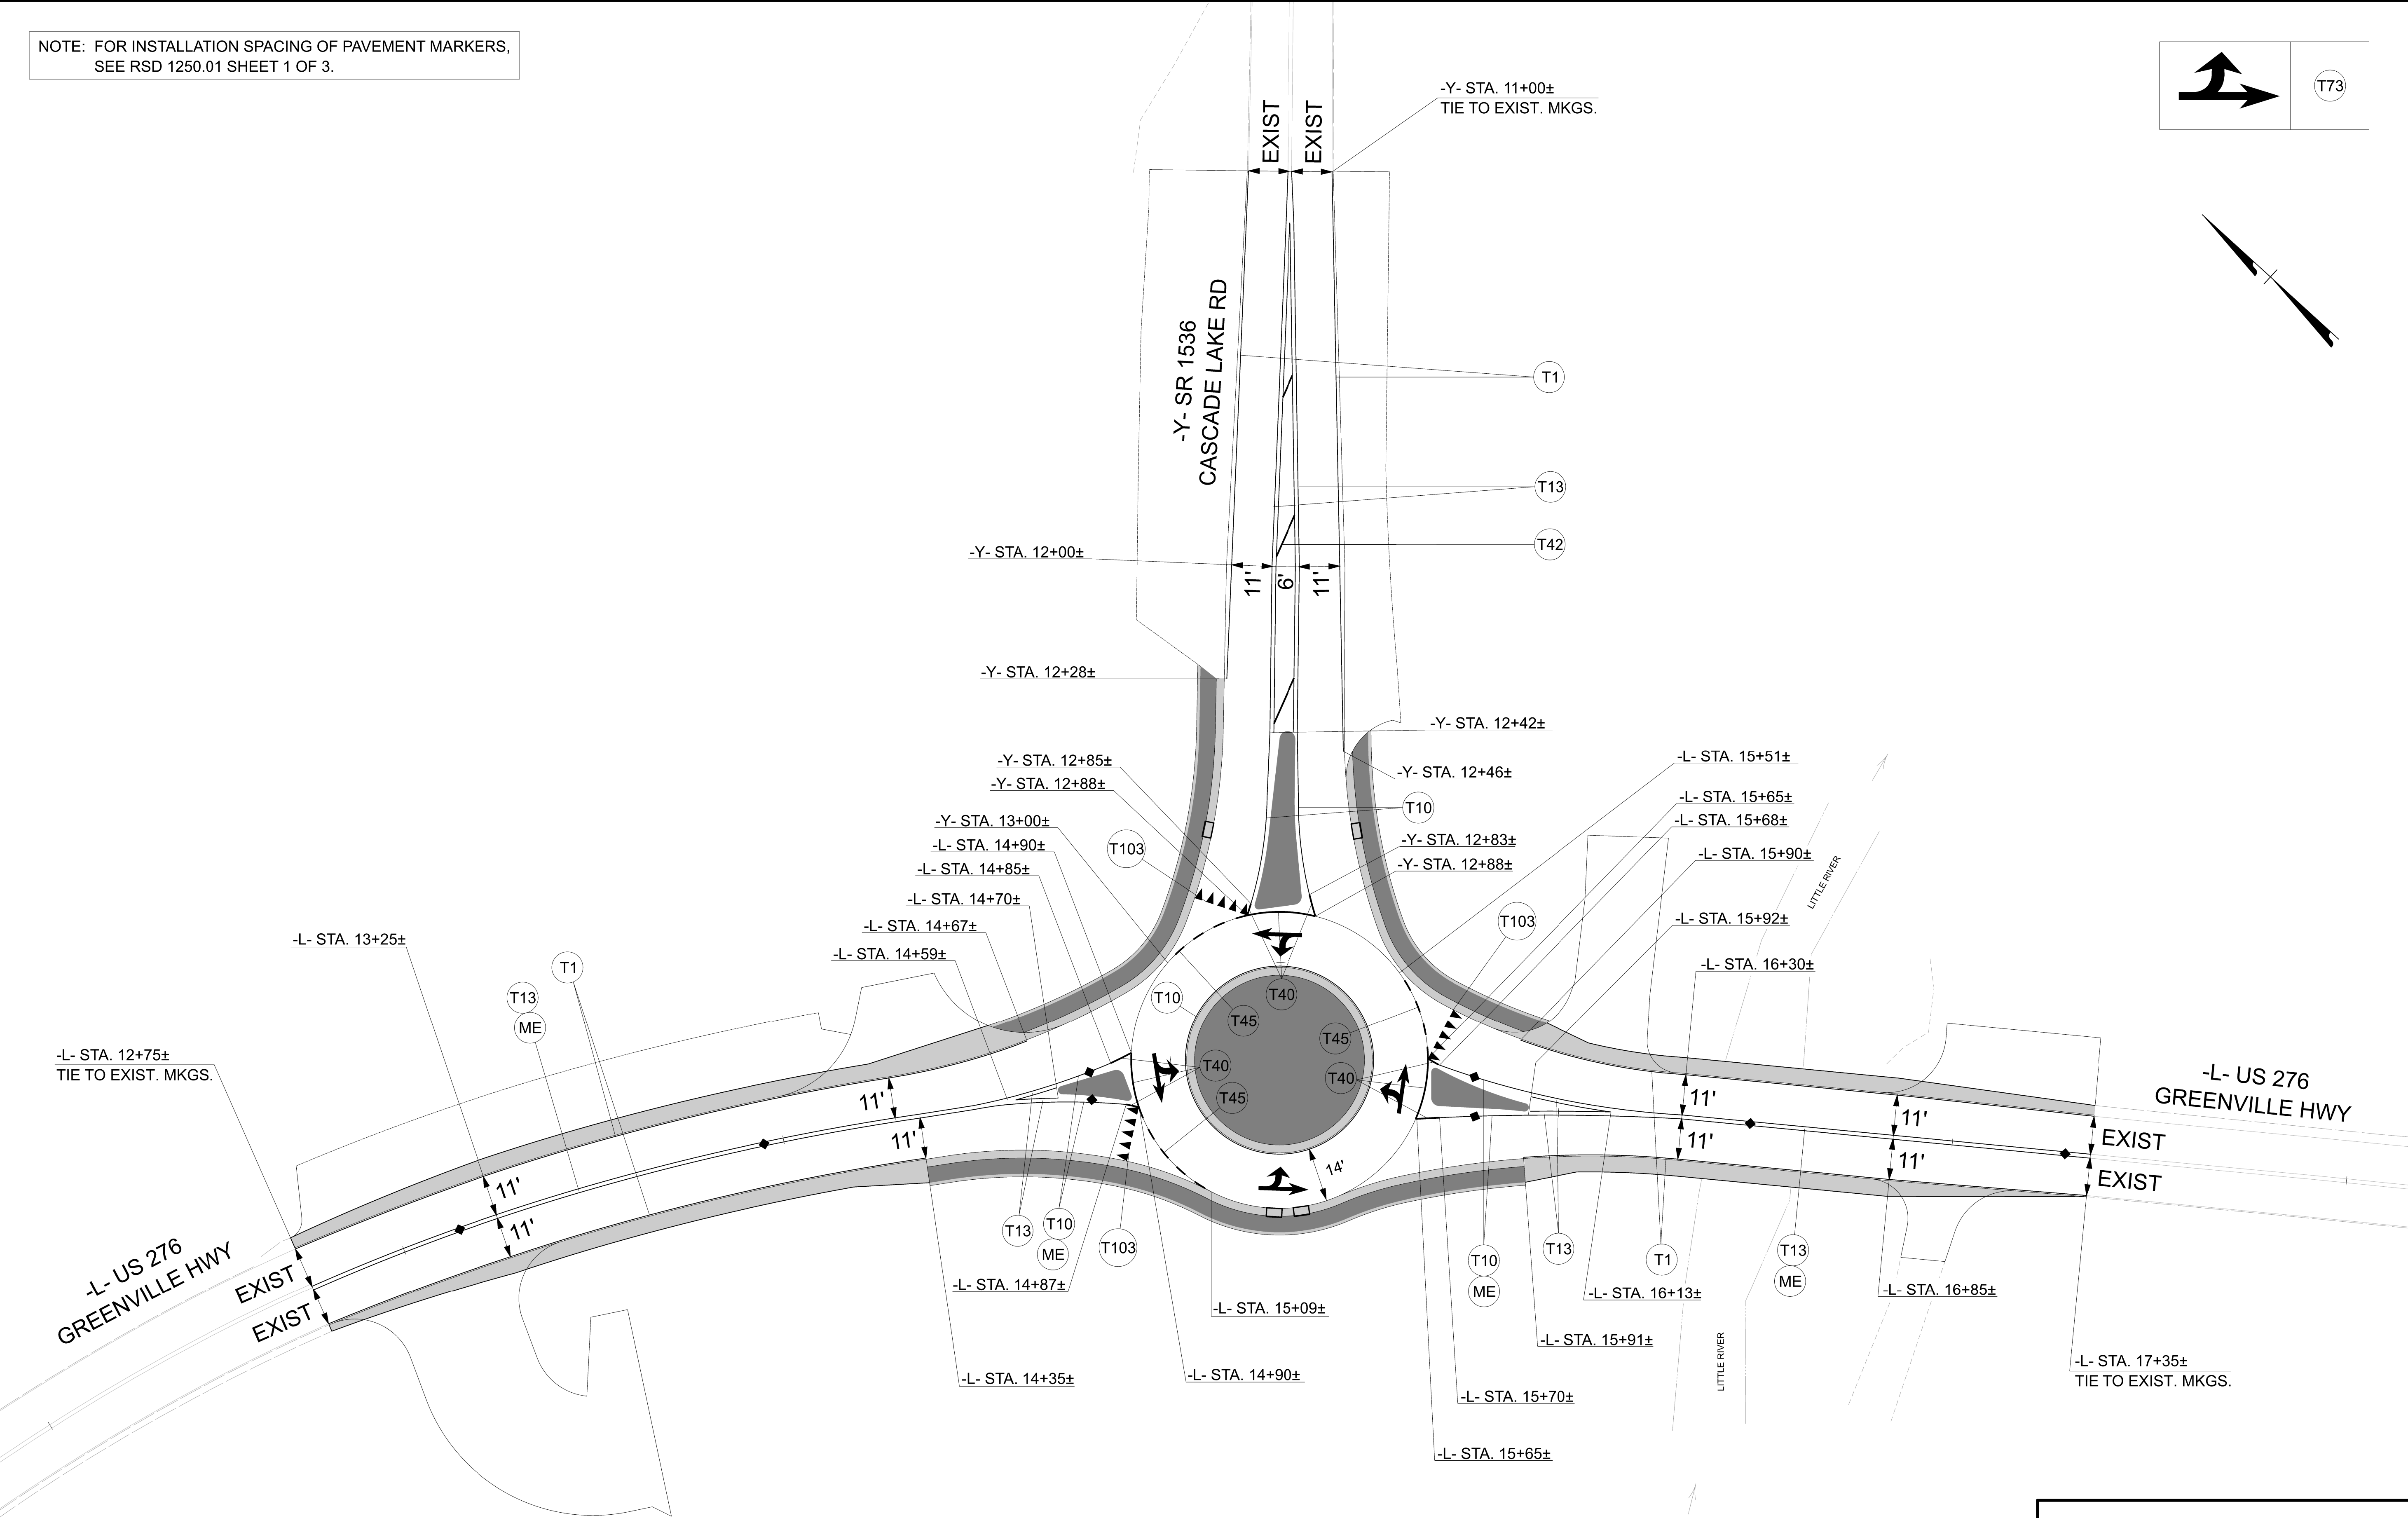 NOTE: FOR INSTALLATION SPACING OF PAVEMENT MARKERS,
SEE RSD 1250.01 SHEET 1 OF 3.
T73
-Y- STA. 11+00±
TIE TO EXIST. MKGS.
EXIST
EXIST
-Y- SR 1536
CASCADE LAKE RD
T1
T13
T42
-Y- STA. 12+00±
11'
6'
11'
-Y- STA. 12+28±
-Y- STA. 12+42±
-Y- STA. 12+85±
-Y- STA. 12+88±
-Y- STA. 12+46±
-L- STA. 15+51±
-L- STA. 15+65±
-L- STA. 15+68±
T10
-Y- STA. 13+00±
-L- STA. 14+90±
T103
-Y- STA. 12+83±
-Y- STA. 12+88±
-L- STA. 15+90±
-L- STA. 14+85±
-L- STA. 14+70±
-L- STA. 14+67±
-L- STA. 14+59±
T103
-L- STA. 15+92±
-L- STA. 16+30±
LITTLE RIVER
-L- STA. 13+25±
T1
T13
ME
T10
T40
T45
T45
T40
T40
T45
-L- STA. 12+75±
TIE TO EXIST. MKGS.
11'
11'
11'
11'
11'
11'
11'
11'
14'
-L- US 276
GREENVILLE HWY
EXIST
EXIST
-L- US 276
GREENVILLE HWY
EXIST
EXIST
T13
T10
ME
T103
T10
ME
T13
T1
T13
ME
-L- STA. 14+87±
-L- STA. 15+09±
-L- STA. 16+13±
-L- STA. 16+85±
-L- STA. 15+91±
LITTLE RIVER
-L- STA. 14+35±
-L- STA. 14+90±
-L- STA. 15+70±
-L- STA. 17+35±
TIE TO EXIST. MKGS.
-L- STA. 15+65±